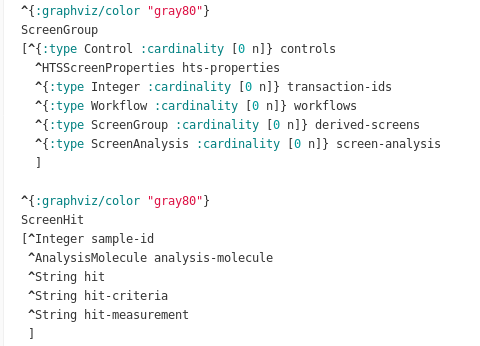 ^{:graphviz/color "gray80"}
ScreenGroup
[^{:type Control :cardinality [0 n]} controls
^HTSScreenProperties hts-properties
^{:type Integer :cardinality [0 n]} transaction-ids
^{:type Workflow :cardinality [0 n]} workflows
^{:type ScreenGroup :cardinality [0 n]} derived-screens
^{:type ScreenAnalysis :cardinality [0 n]} screen-analysis
]
^{:graphviz/color "gray80"}
ScreenHit
[^Integer sample-id
^AnalysisMolecule analysis-molecule
^String hit
^String hit-criteria
^String hit-measurement
]